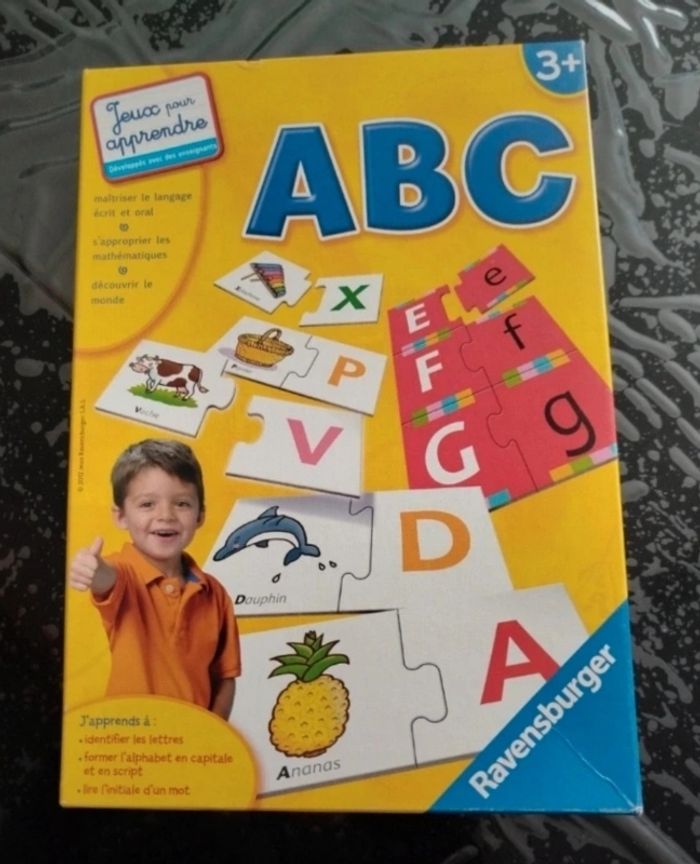 3+
Jeux pour
apprendre
Développés avec des enseignants
ABC
maîtriser le langage
écrit et oral
s'approprier les
mathématiques
découvrir le
monde
Xylophone
X
E
e
Panier
P
F
f
Vache
V
G
g
Dauphin
D
Ananas
A
J'apprends à :
• identifier les lettres
• former l'alphabet en capitale
et en script
• lire l'initiale d'un mot
Ravensburger